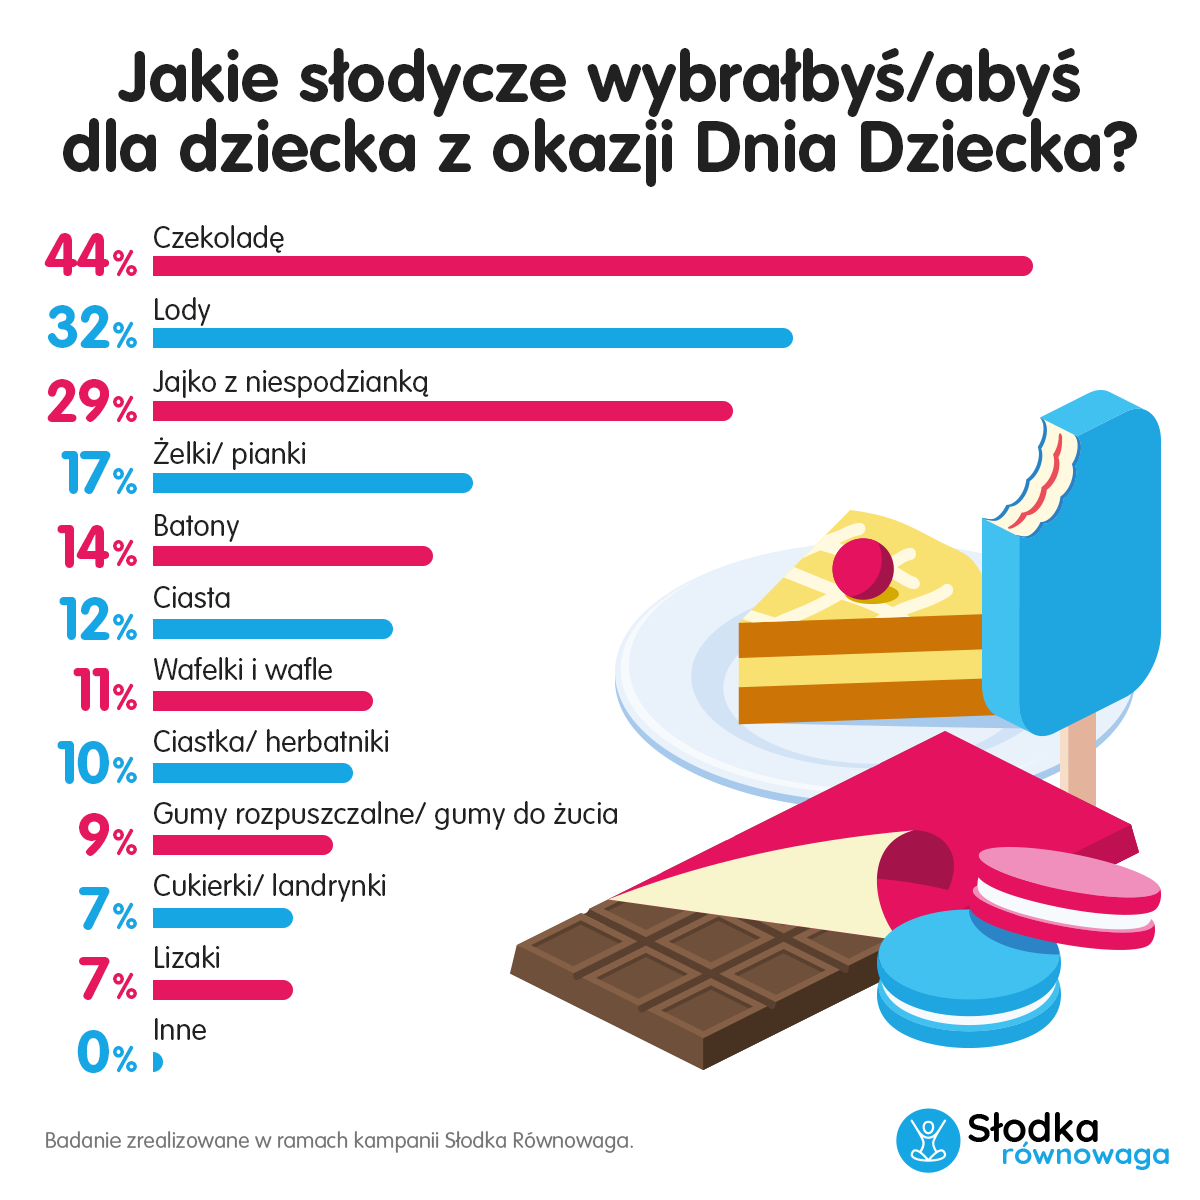 Jakie słodycze wybrałbyś/abyś
dla dziecka z okazji Dnia Dziecka?
44% Czekoladę
32% Lody
29% Jajko z niespodzianką
17% Żelki/ pianki
14% Batony
12% Ciasta
11% Wafelki i wafle
10% Ciastka/ herbatniki
9% Gumy rozpuszczalne/ gumy do żucia
7% Cukierki/ landrynki
7% Lizaki
0% Inne
Badanie zrealizowane w ramach kampanii Słodka Równowaga.
Słodka
równowaga